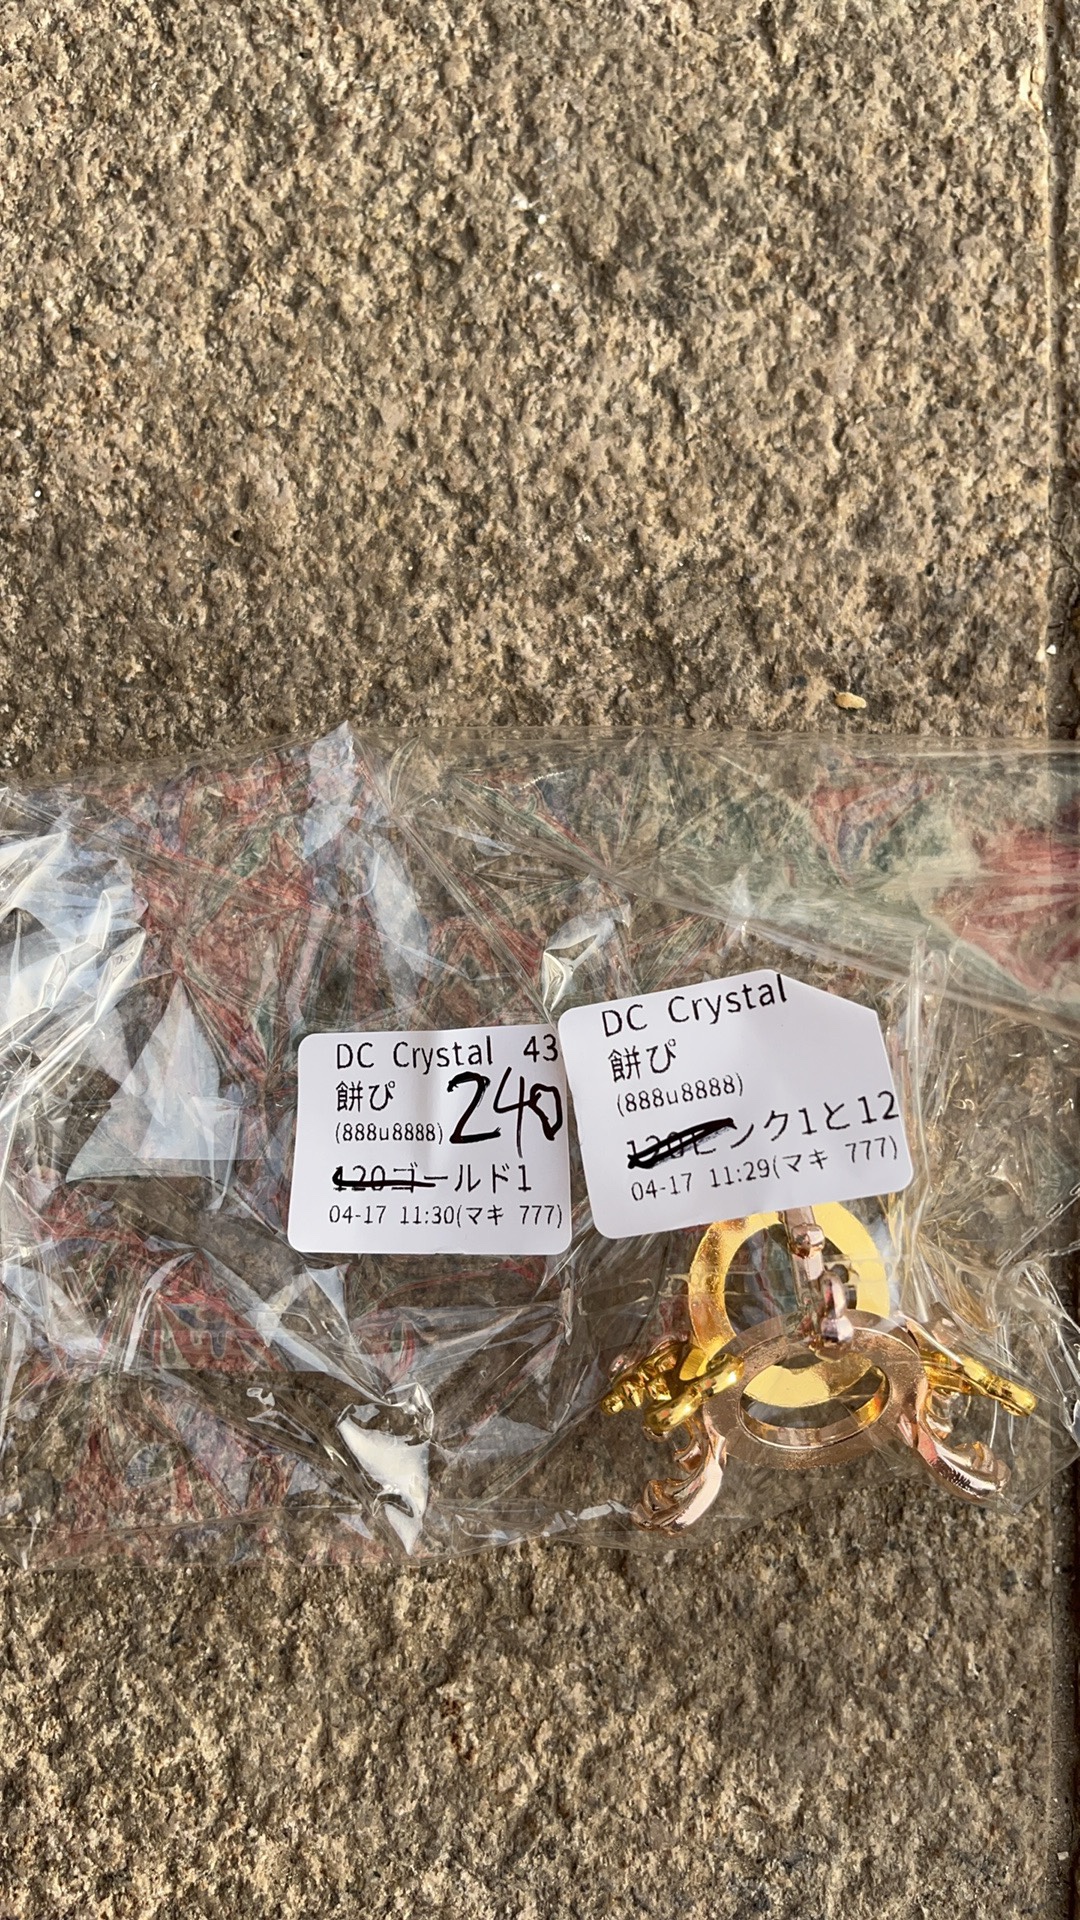 DC Crystal 43
餅ぴ
240
(888u8888)
120ゴールド1
04-17 11:30(マキ 777)
DC Crystal
餅ぴ
(888u8888)
120ピンク1と12
04-17 11:29(マキ 777)